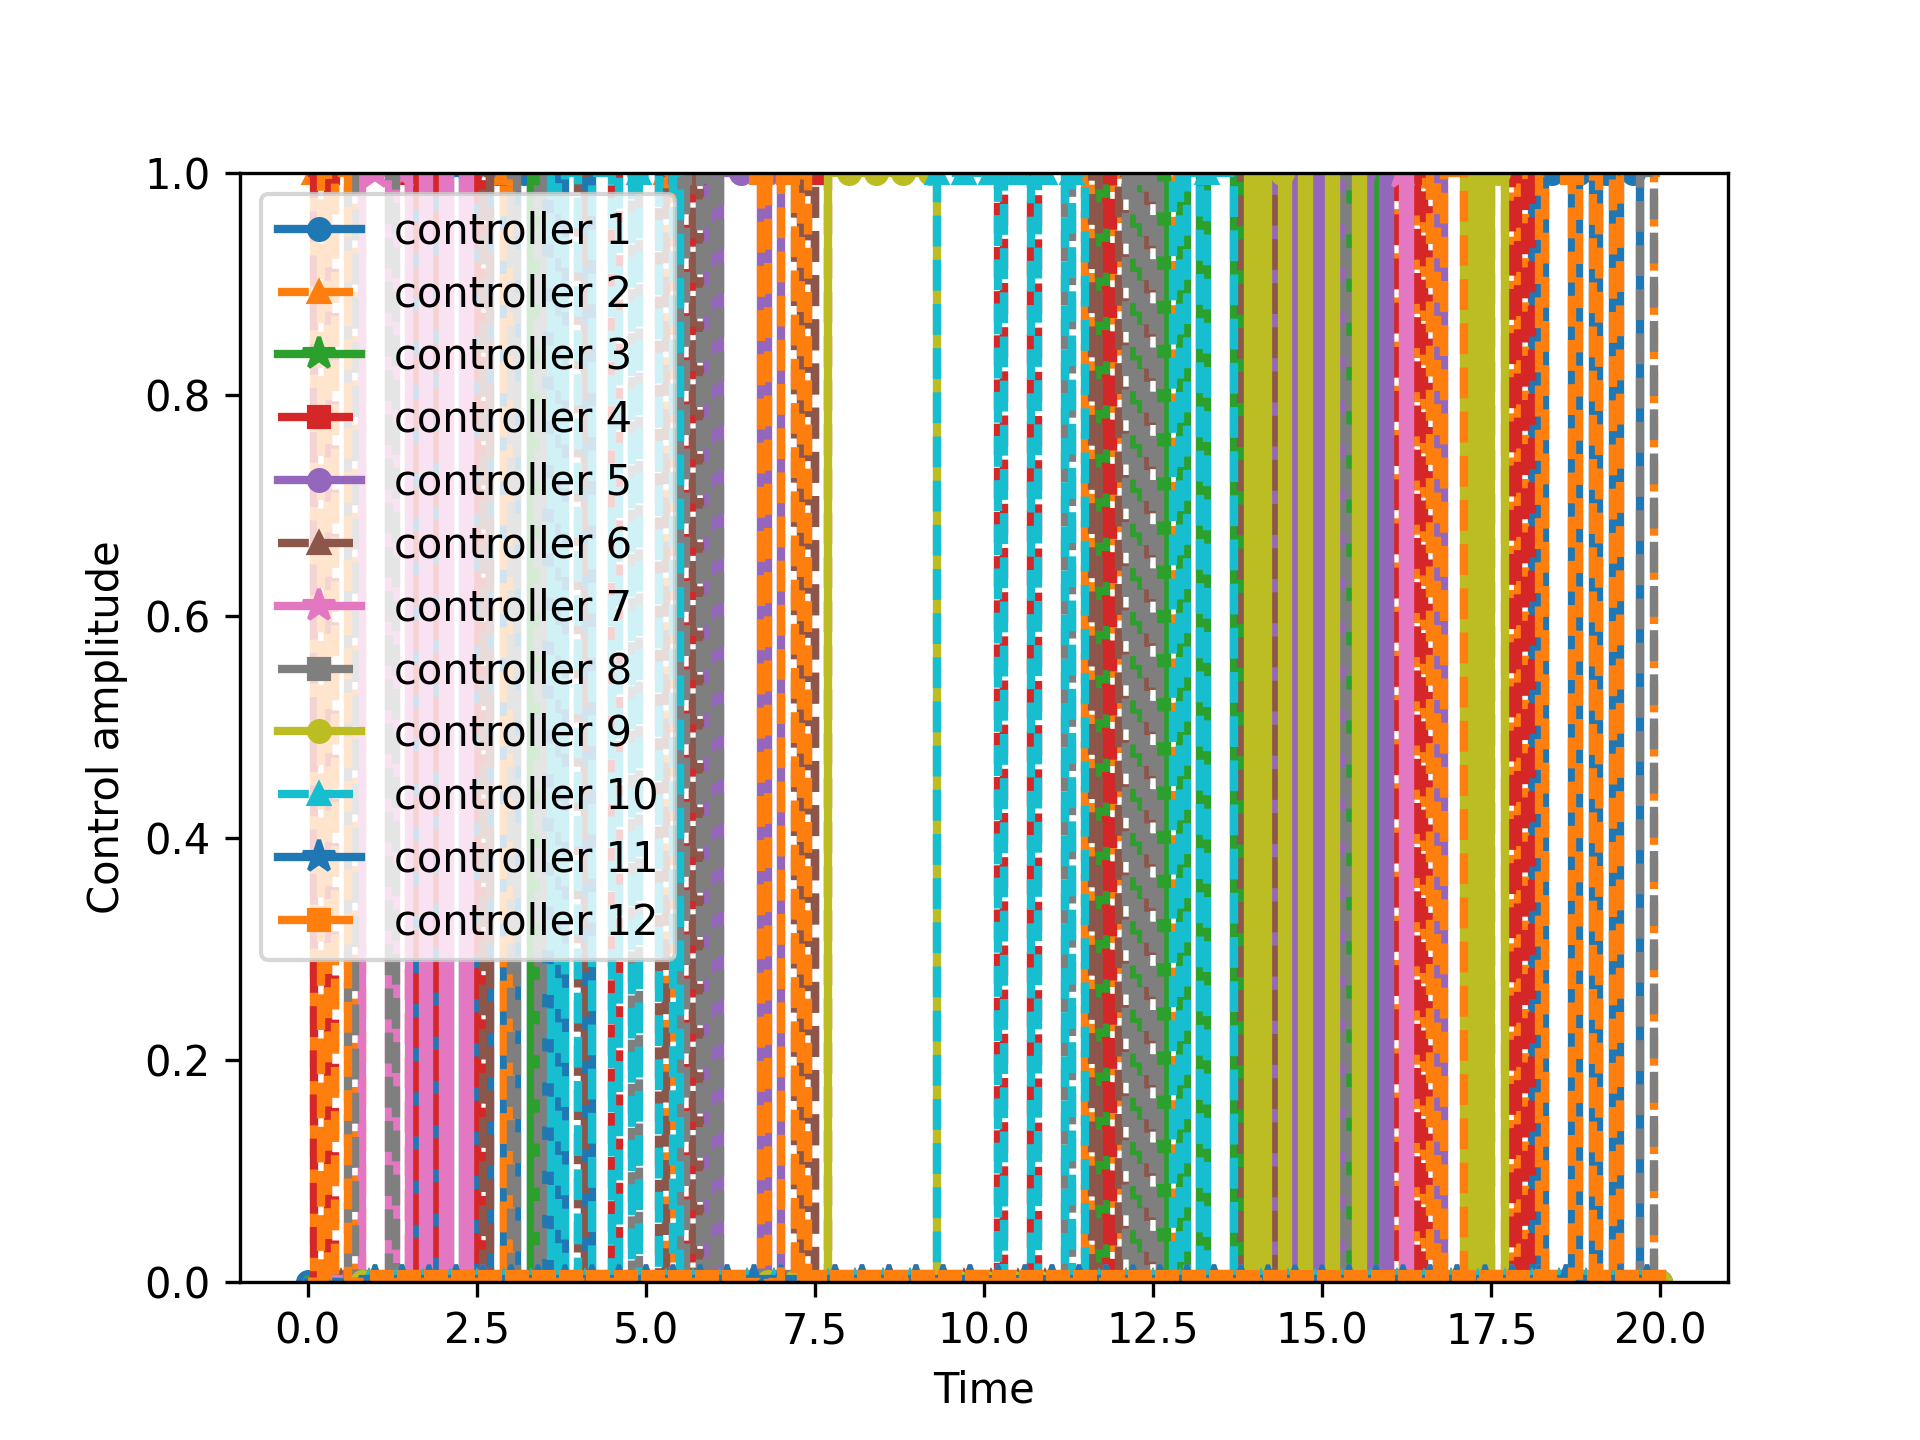 1.0
0.8
0.6
0.4
0.2
0.0
Control amplitude
controller 1
controller 2
controller 3
controller 4
controller 5
controller 6
controller 7
controller 8
controller 9
controller 10
controller 11
controller 12
0.0 2.5 5.0 7.5 10.0 12.5 15.0 17.5 20.0
Time